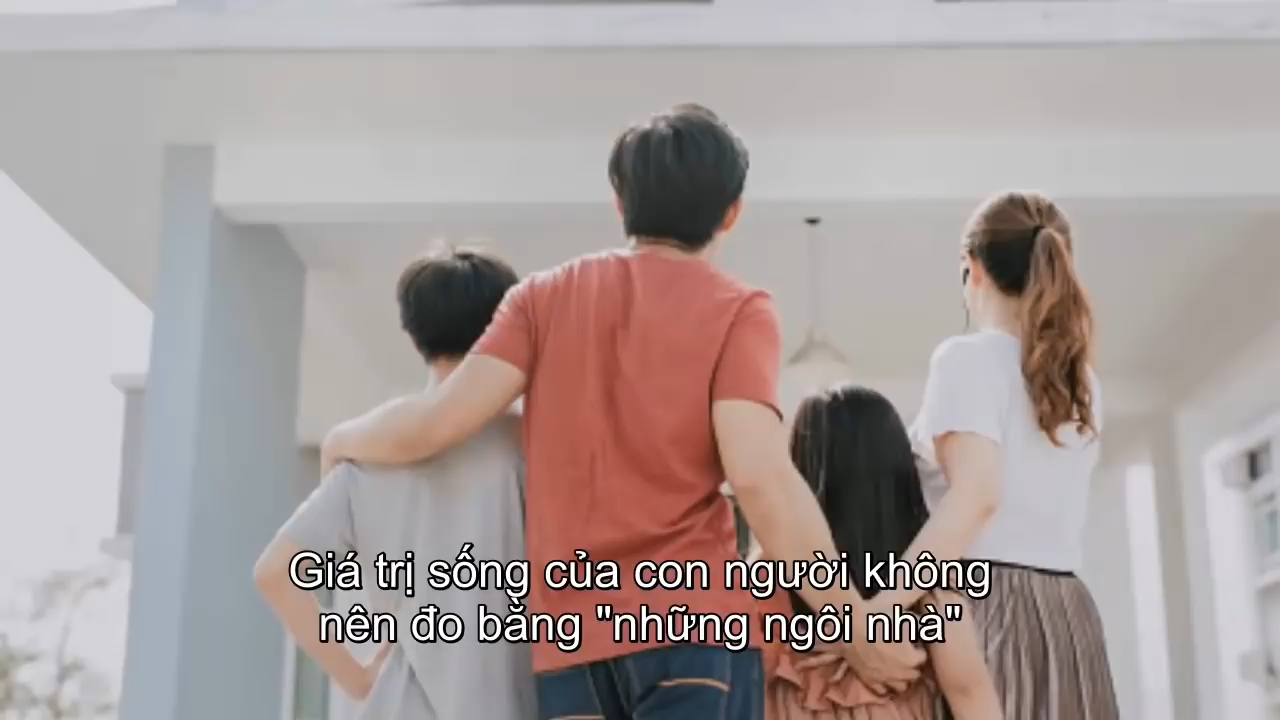 Giá trị sống của con người không
nên đo bằng "những ngôi nhà"